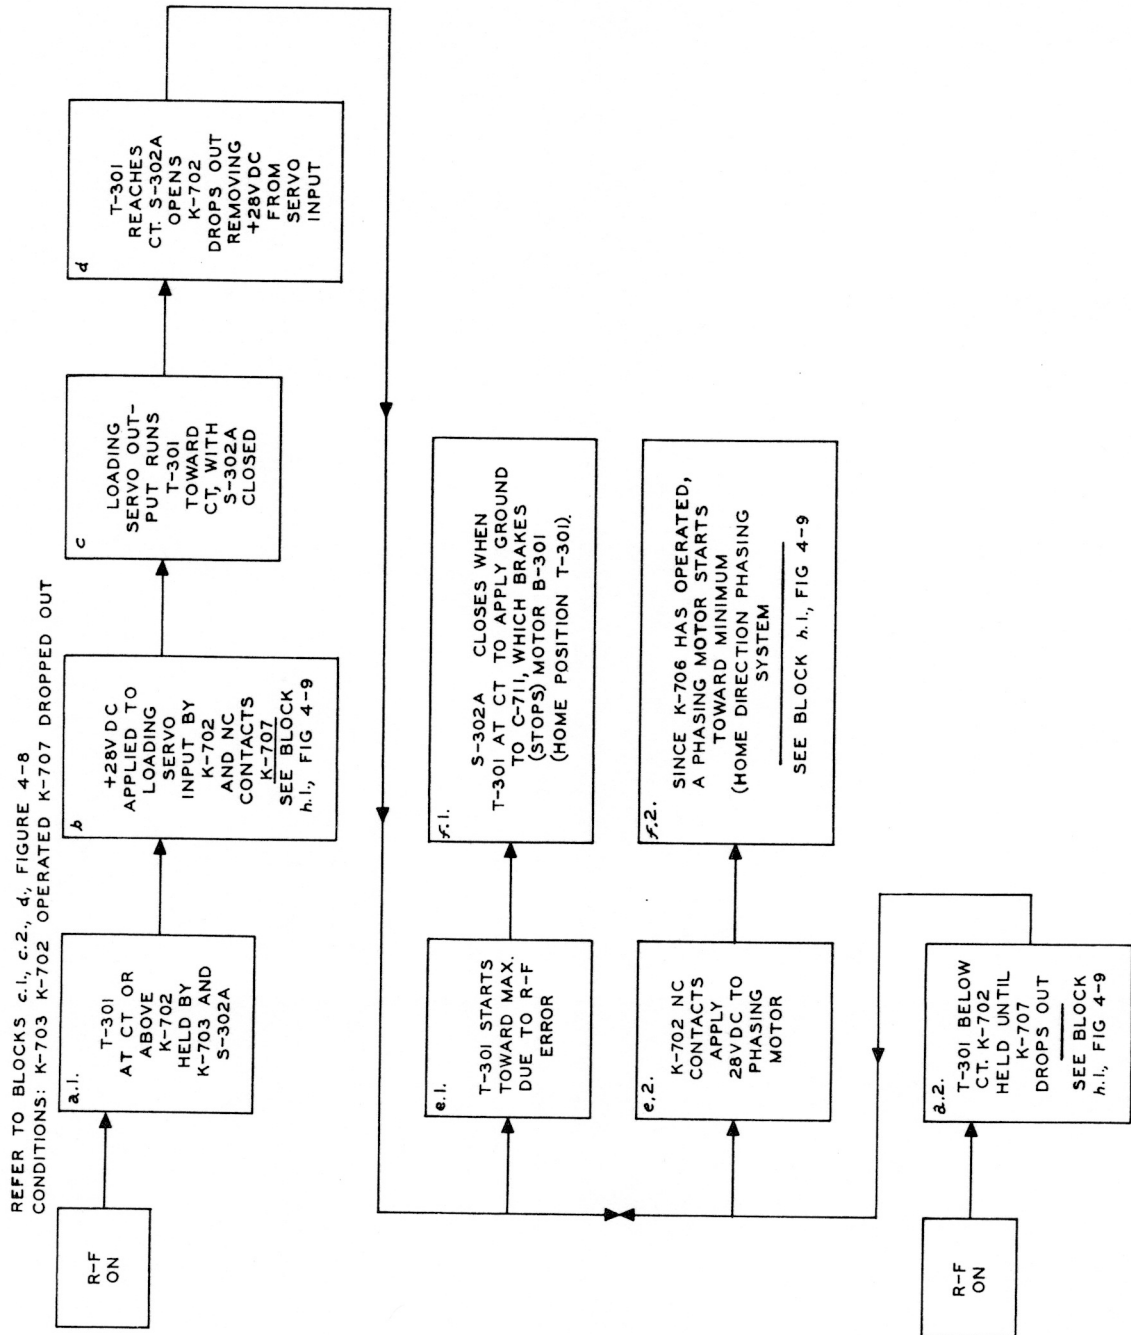 REFER TO BLOCKS c.1., c.2., d, FIGURE 4-8
CONDITIONS: K-703 K-702 OPERATED K-707 DROPPED OUT
R-F
ON
a.1.
T-301
AT CT OR
ABOVE
K-702
HELD BY
K-703 AND
S-302A
b
+28V DC
APPLIED TO
LOADING
SERVO
INPUT BY
K-702
AND NC
CONTACTS
K-707
SEE BLOCK
h.1., FIG 4-9
c
LOADING
SERVO OUT-
PUT RUNS
T-301
TOWARD
CT, WITH
S-302A
CLOSED
d
T-301
REACHES
CT. S-302A
OPENS
K-702
DROPS OUT
REMOVING
+28V DC
FROM
SERVO
INPUT
e.1.
T-301 STARTS
TOWARD MAX.
DUE TO R-F
ERROR
f.1.
S-302A CLOSES WHEN
T-301 AT CT TO APPLY GROUND
TO C-711, WHICH BRAKES
(STOPS) MOTOR B-301
(HOME POSITION T-301).
e.2.
K-702 NC
CONTACTS
APPLY
28V DC TO
PHASING
MOTOR
f.2.
SINCE K-706 HAS OPERATED,
A PHASING MOTOR STARTS
TOWARD MINIMUM
(HOME DIRECTION PHASING
SYSTEM
SEE BLOCK h.1., FIG 4-9
R-F
ON
a.2.
T-301 BELOW
CT. K-702
HELD UNTIL
K-707
DROPS OUT
SEE BLOCK
h.1, FIG 4-9